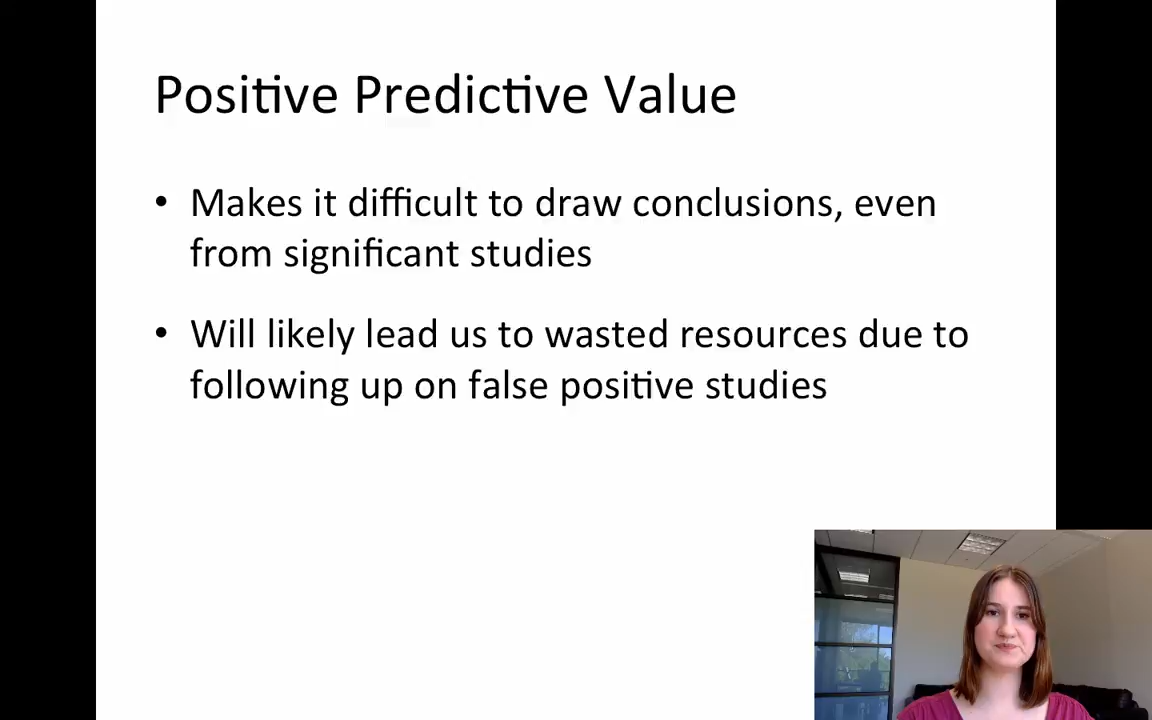 Positive Predictive Value
• Makes it difficult to draw conclusions, even
from significant studies
• Will likely lead us to wasted resources due to
following up on false positive studies